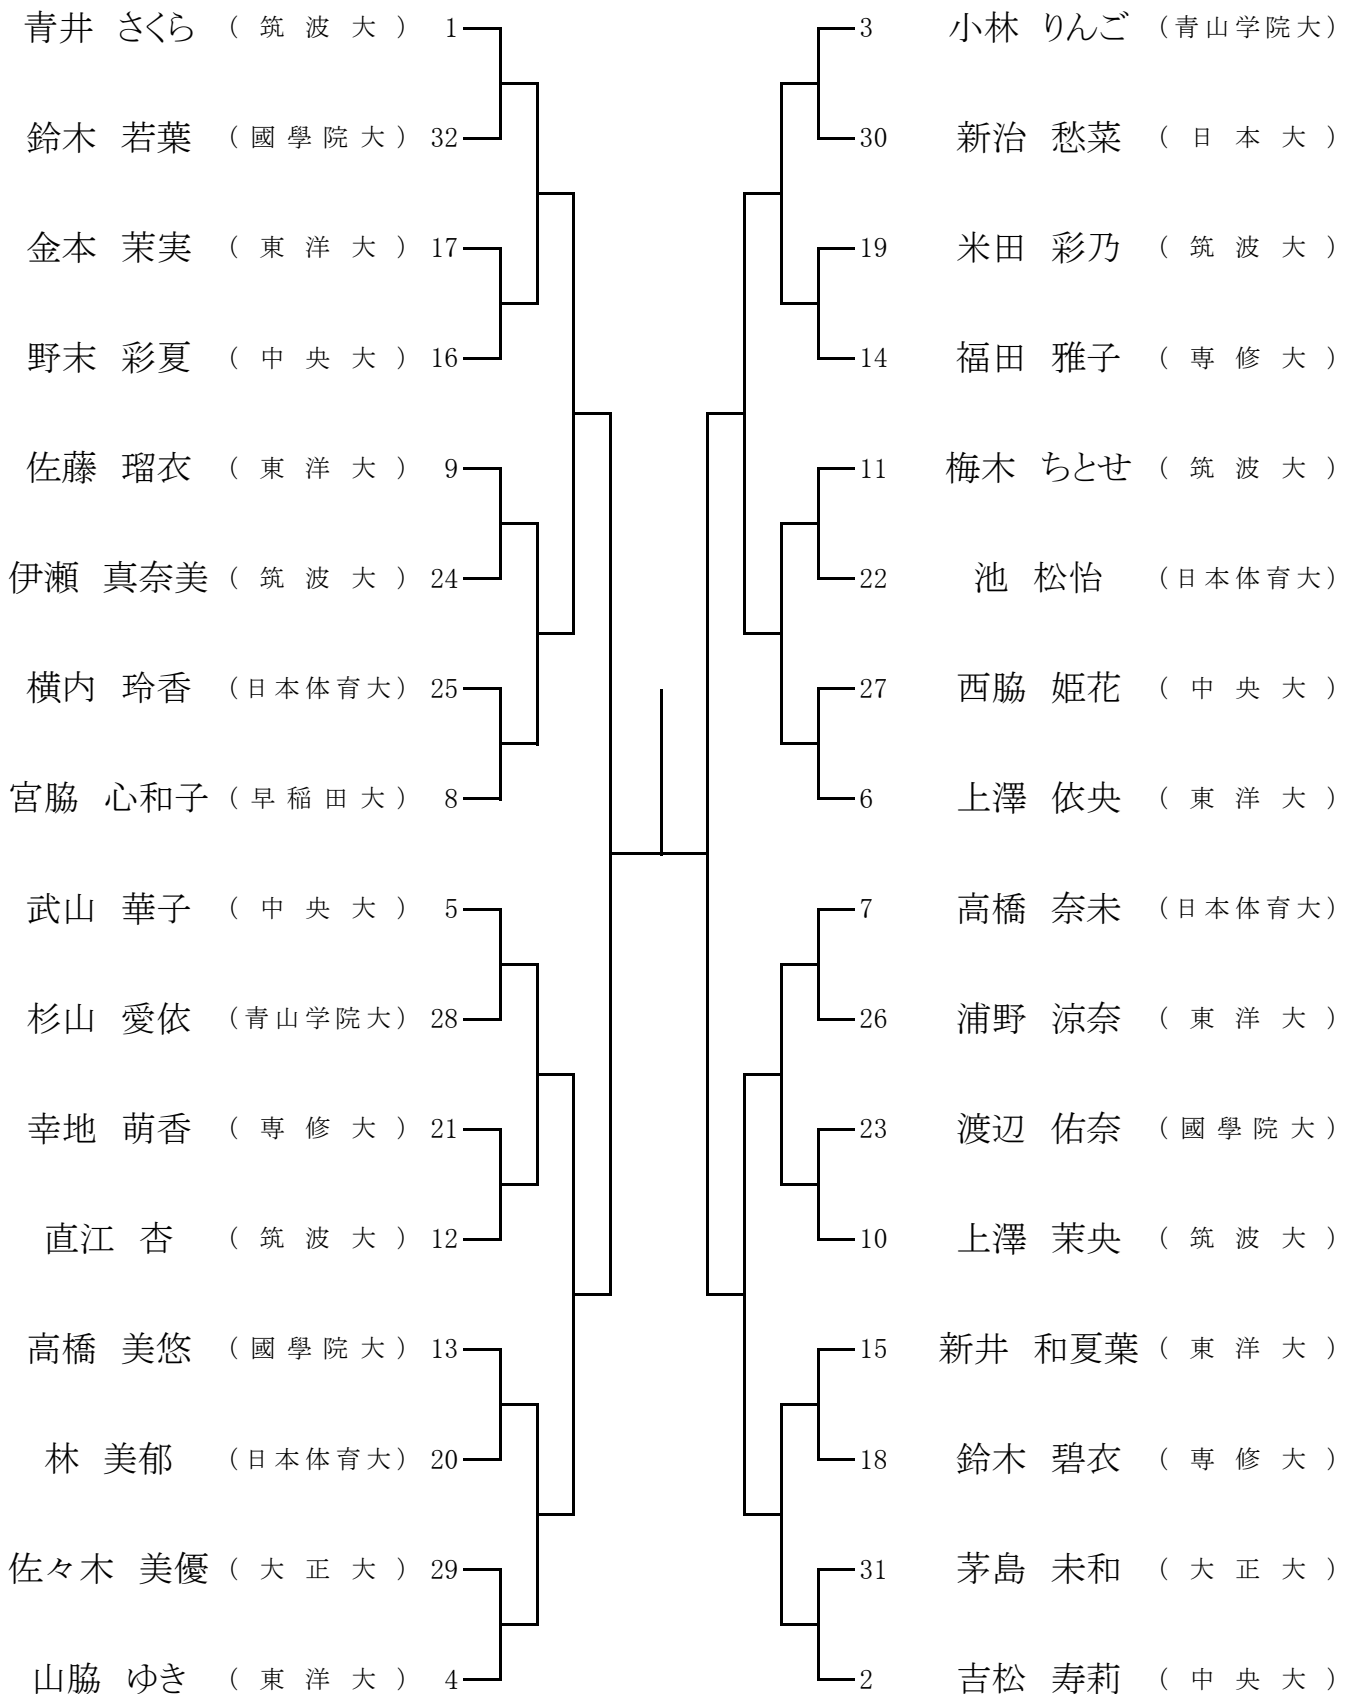 青井 さくら (筑波大) 1
鈴木 若葉 (國學院大) 32
金本 茉実 (東洋大) 17
野末 彩夏 (中央大) 16
佐藤 瑠衣 (東洋大) 9
伊瀬 真奈美 (筑波大) 24
横内 玲香 (日本体育大) 25
宮脇 心和子 (早稲田大) 8
武山 華子 (中央大) 5
杉山 愛依 (青山学院大) 28
幸地 萌香 (専修大) 21
直江 杏 (筑波大) 12
高橋 美悠 (國學院大) 13
林 美郁 (日本体育大) 20
佐々木 美優 (大正大) 29
山脇 ゆき (東洋大) 4
3 小林 りんご (青山学院大)
30 新治 愁菜 (日本大)
19 米田 彩乃 (筑波大)
14 福田 雅子 (専修大)
11 梅木 ちとせ (筑波大)
22 池 松怡 (日本体育大)
27 西脇 姫花 (中央大)
6 上澤 依央 (東洋大)
7 高橋 奈未 (日本体育大)
26 浦野 涼奈 (東洋大)
23 渡辺 佑奈 (國學院大)
10 上澤 茉央 (筑波大)
15 新井 和夏葉 (東洋大)
18 鈴木 碧衣 (専修大)
31 茅島 未和 (大正大)
2 吉松 寿莉 (中央大)